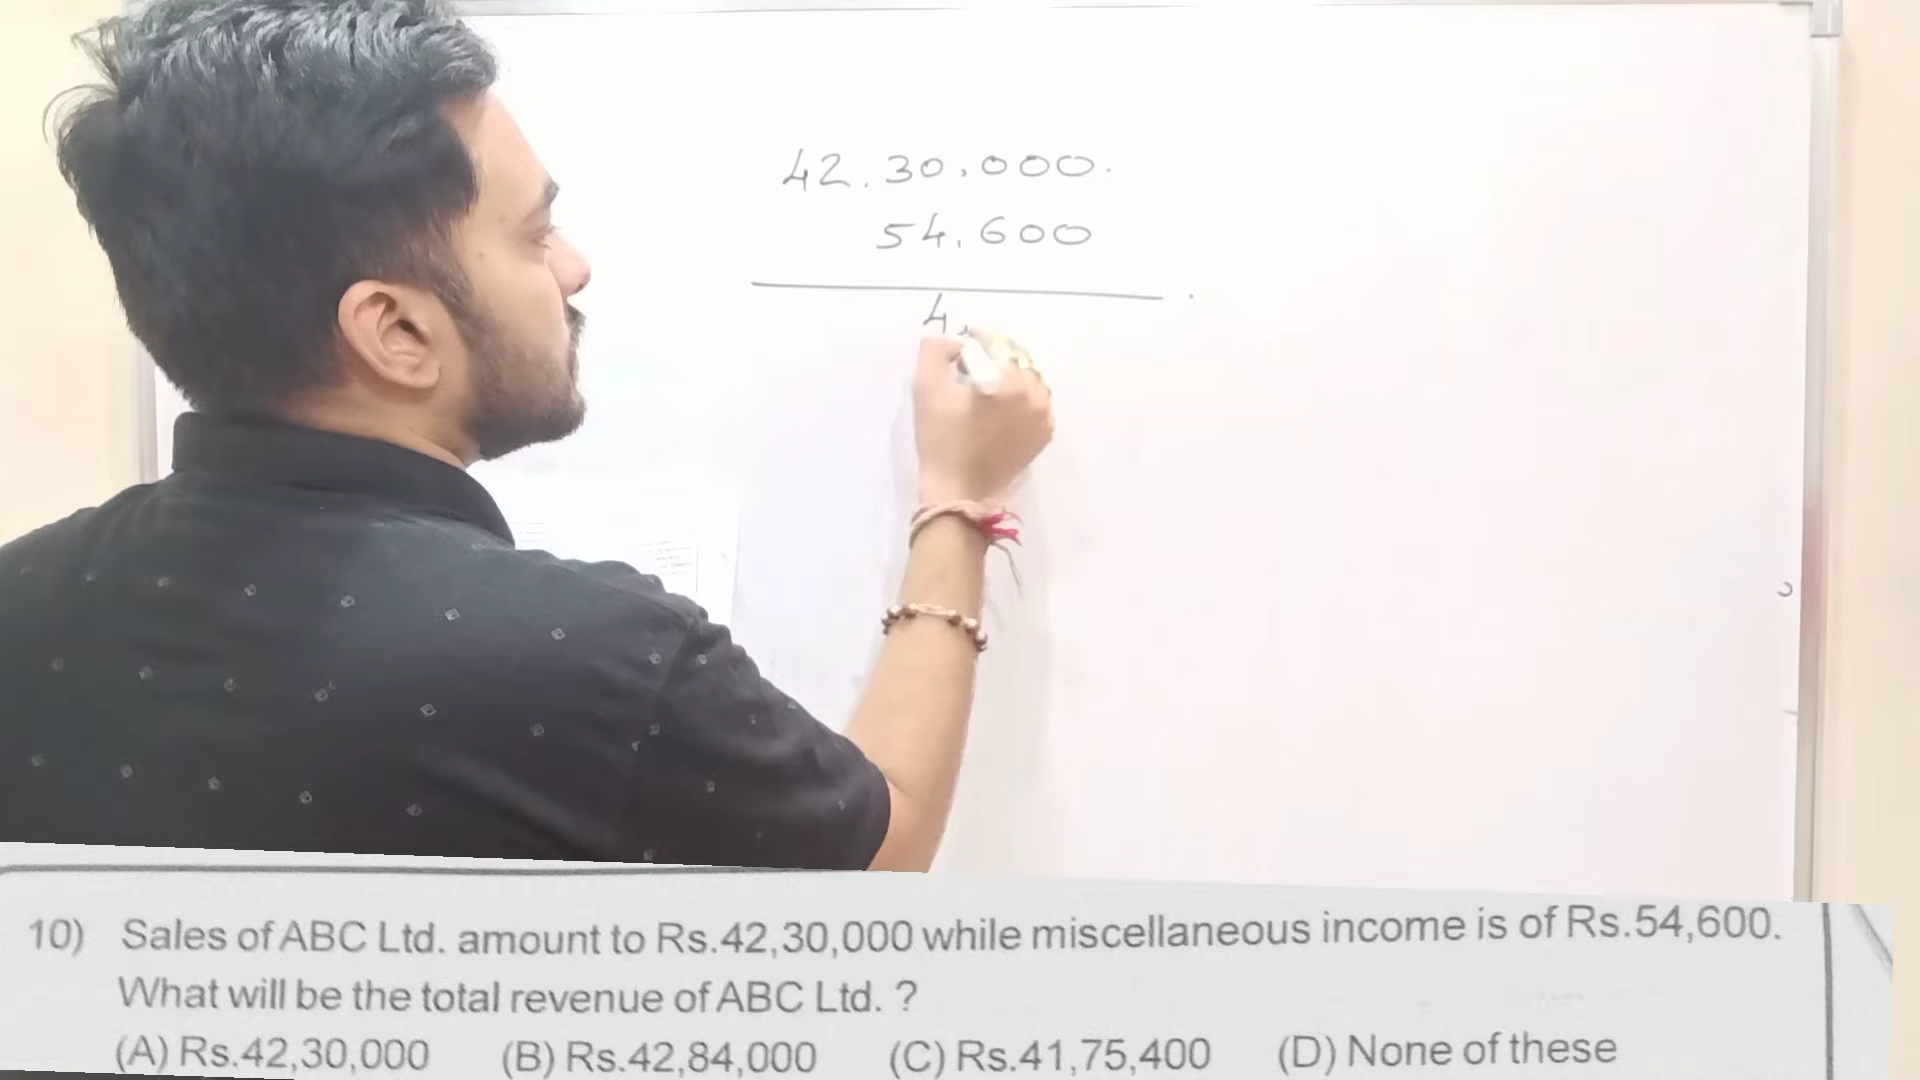 42.30,000.
54,600
4,
10) Sales of ABC Ltd. amount to Rs.42,30,000 while miscellaneous income is of Rs.54,600.
What will be the total revenue of ABC Ltd. ?
(A) Rs.42,30,000 (B) Rs.42,84,000 (C) Rs.41,75,400 (D) None of these